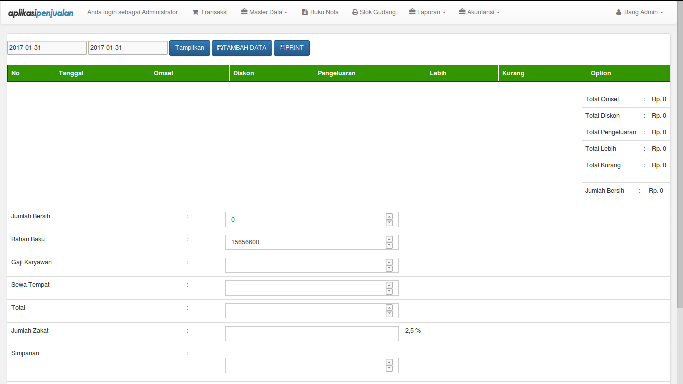 aplikasipenjualan Anda login sebagai Administrator Transaksi Master Data Buku Nota Stok Gudang Laporan Akuntansi Bang Admin
2017-01-31 2017-01-31 Tampilkan TAMBAH DATA PRINT
No Tanggal Omset Diskon Pengeluaran Lebih Kurang Option
Total Omset : Rp. 0
Total Diskon : Rp. 0
Total Pengeluaran : Rp. 0
Total Lebih : Rp. 0
Total Kurang : Rp. 0
Jumlah Bersih : Rp. 0
Jumlah Bersih : 0
Bahan Baku : 15656600
Gaji Karyawan :
Sewa Tempat :
Total :
Jumlah Zakat : 2,5 %
Simpanan :